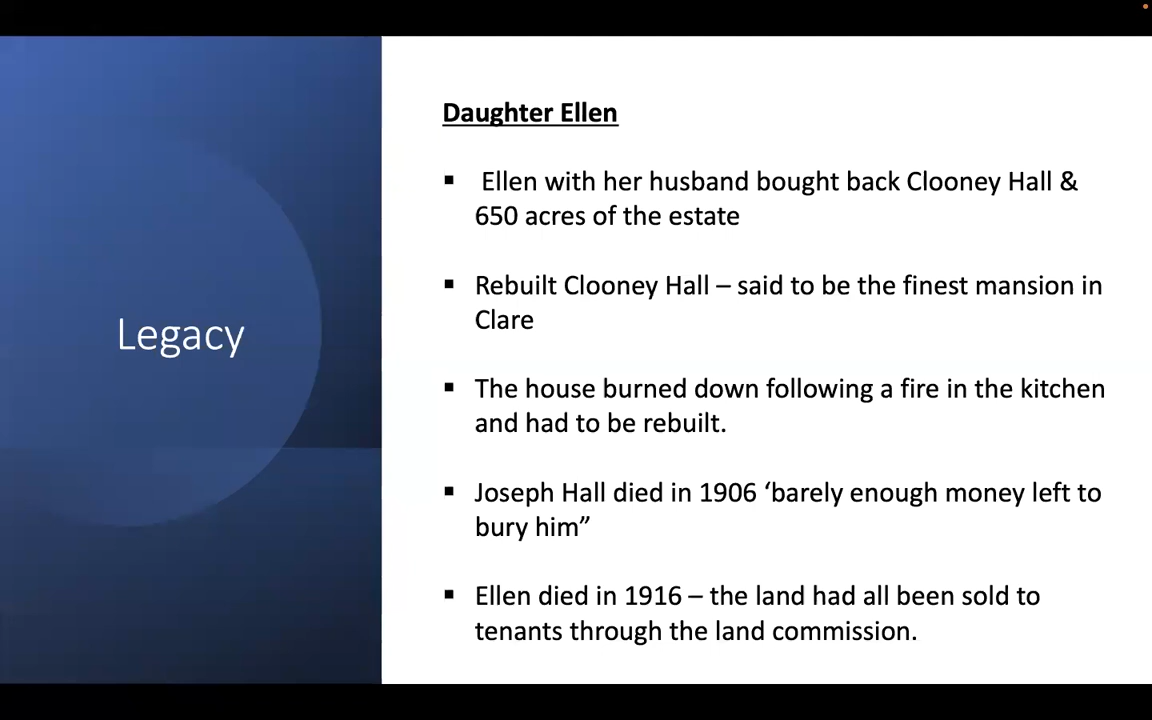 Legacy
Daughter Ellen
▪ Ellen with her husband bought back Clooney Hall &
650 acres of the estate
▪ Rebuilt Clooney Hall – said to be the finest mansion in
Clare
▪ The house burned down following a fire in the kitchen
and had to be rebuilt.
▪ Joseph Hall died in 1906 ‘barely enough money left to
bury him”
▪ Ellen died in 1916 – the land had all been sold to
tenants through the land commission.